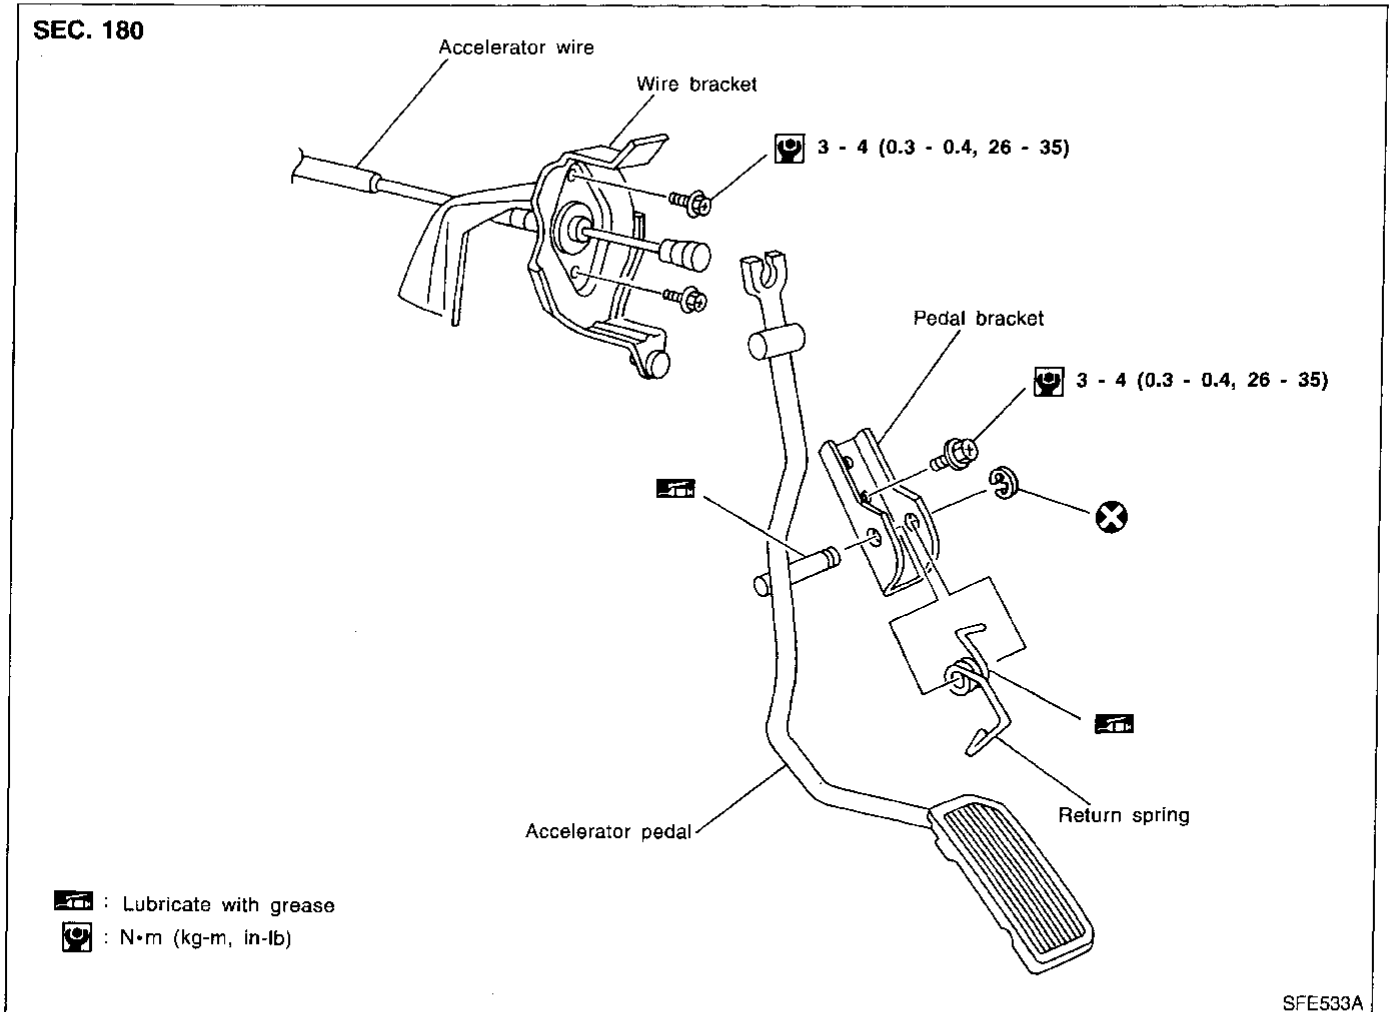 SEC. 180
Accelerator wire
Wire bracket
3 - 4 (0.3 - 0.4, 26 - 35)
Pedal bracket
3 - 4 (0.3 - 0.4, 26 - 35)
Return spring
Accelerator pedal
: Lubricate with grease
: N•m (kg-m, in-lb)
SFE533A